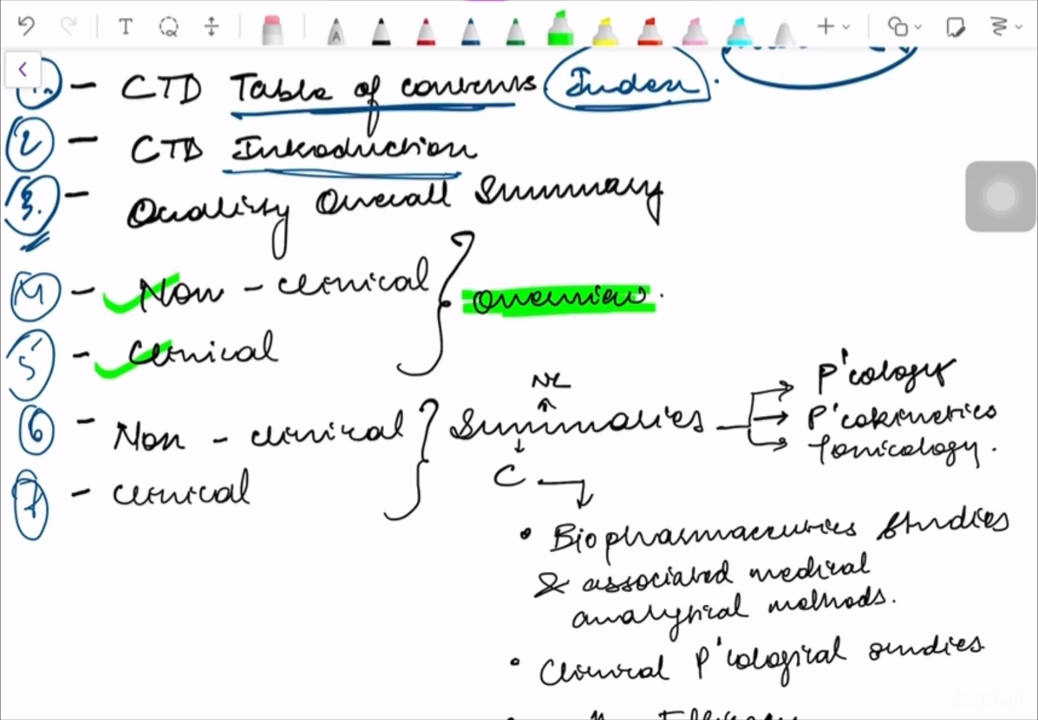 1. - CTD Table of contents (Index).
2 - CTD Introduction
3. - Quality Overall Summary
4 - Non - clinical
overview.
5 - Clinical
6 - Non - clinical
Summaries
NC
P'cology
P'cokinetics
Toxicology.
7 - clinical
C
• Biopharmaceutics Studies
& associated medical
analytical methods.
• Clinical P'cological studies